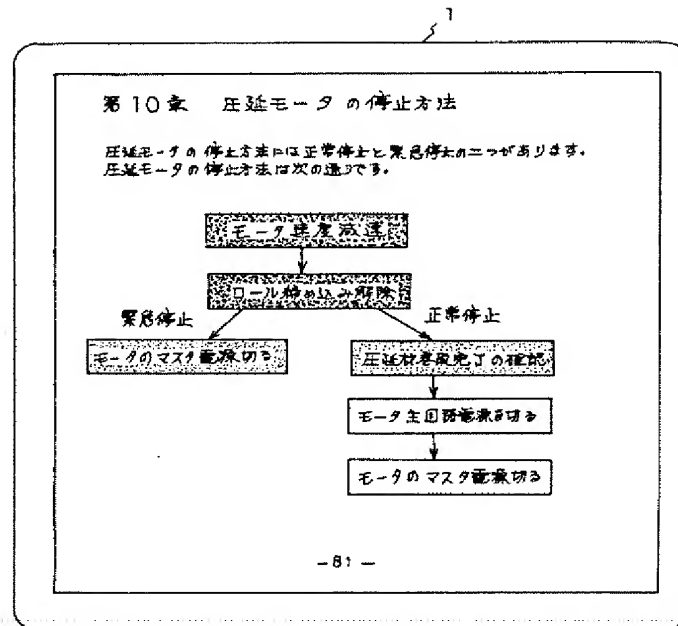 1
第10章 圧延モータの停止方法
圧延モータの停止方法には正常停止と緊急停止の二つがあります。
圧延モータの停止方法は次の通りです。
モータ速度減速
ロール締め込み解除
緊急停止
正常停止
モータのマスタ電源切る
圧延材巻取完了の確認
モータ主回路電源を切る
モータのマスタ電源切る
－81－